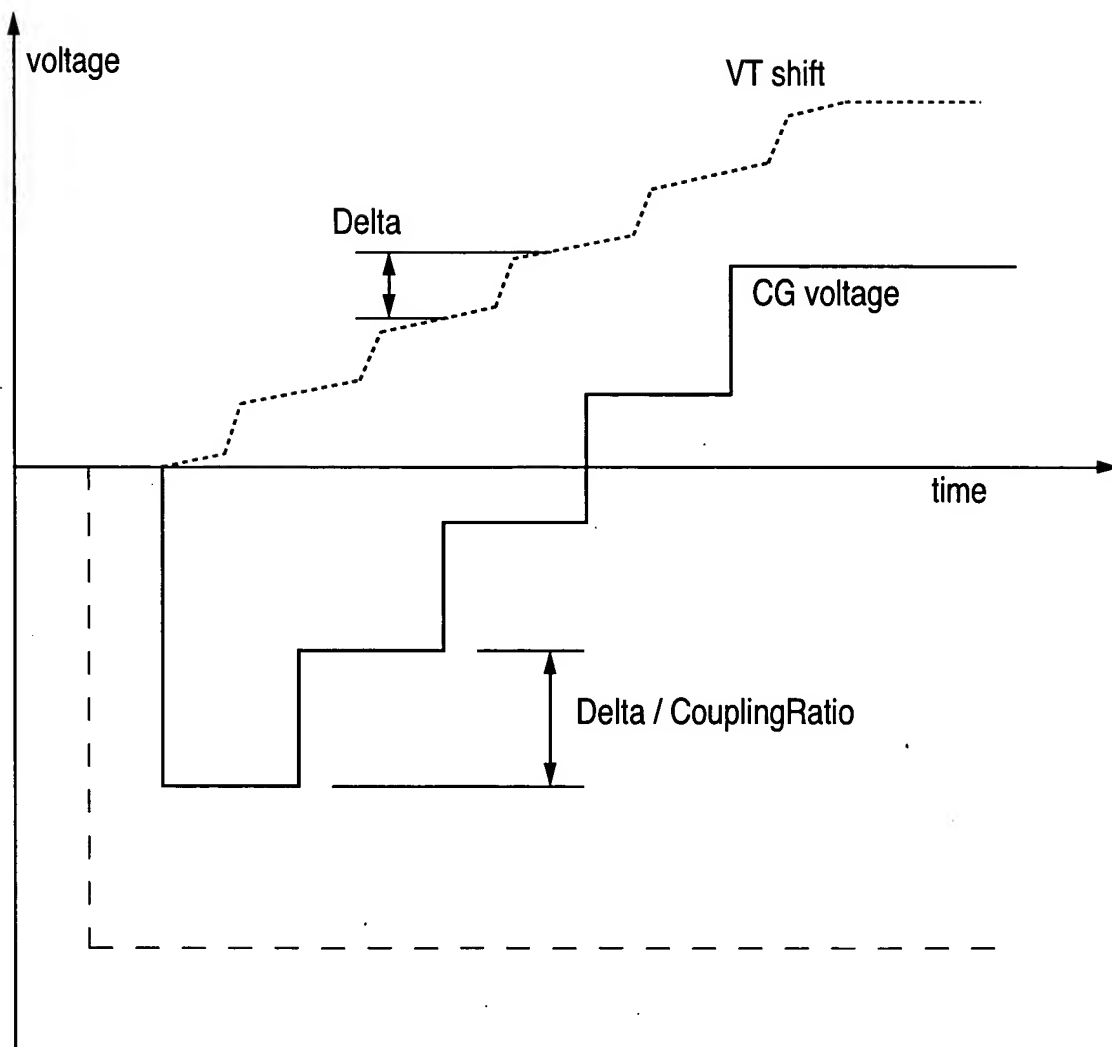 voltage
VT shift
Delta
CG voltage
time
Delta / CouplingRatio